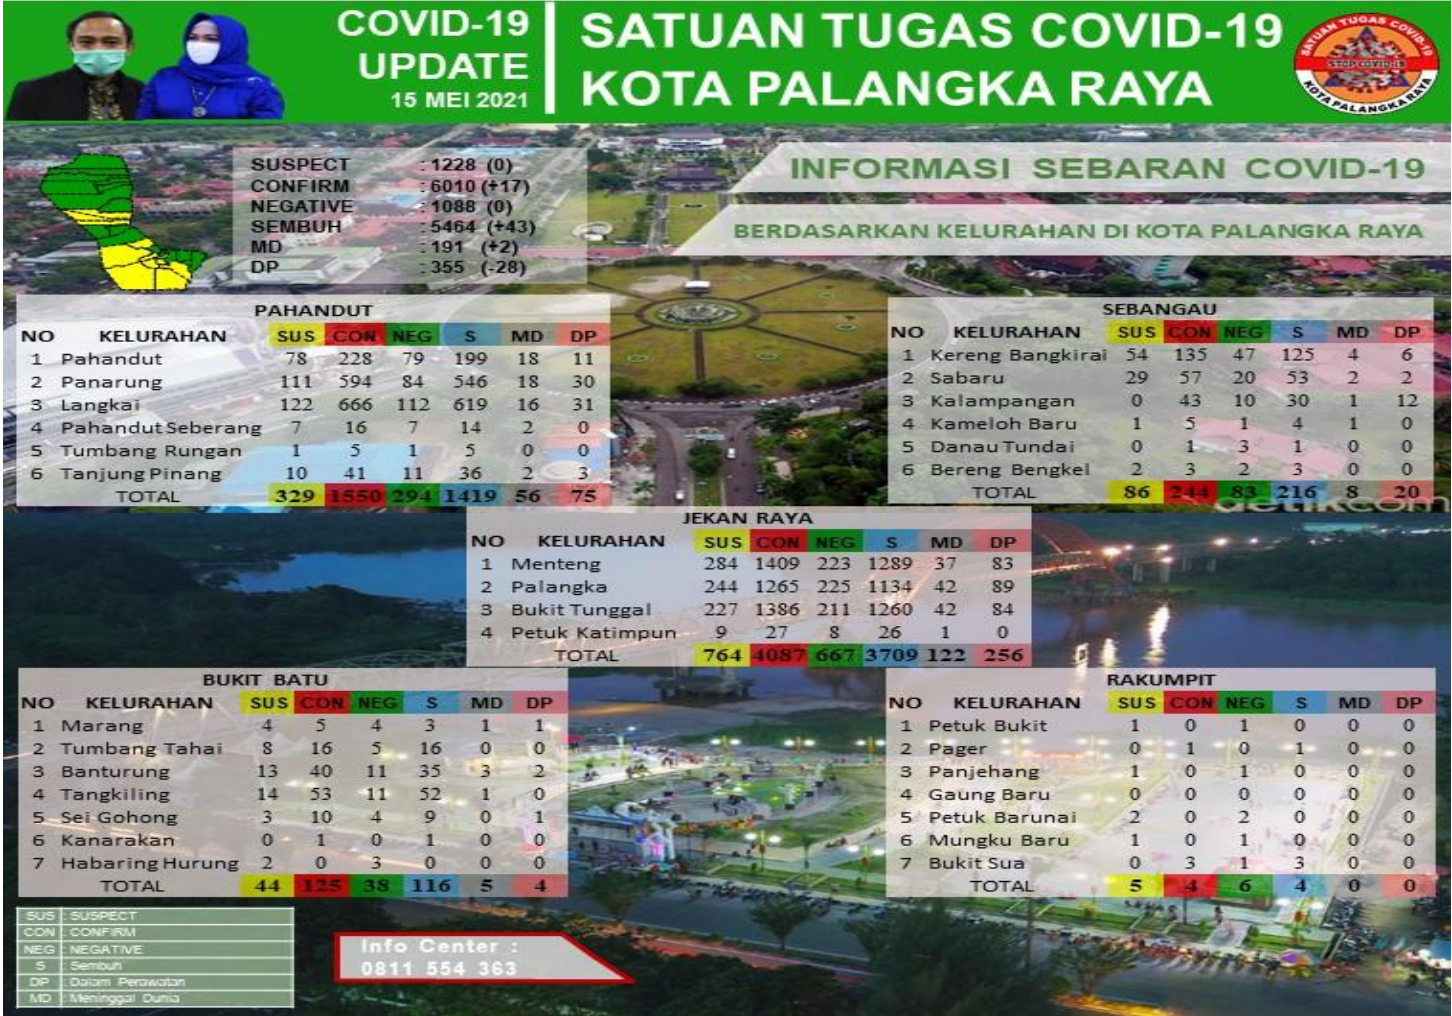 COVID-19
UPDATE
15 MEI 2021
SATUAN TUGAS COVID-19
KOTA PALANGKA RAYA
SATUAN TUGAS COVID-19
STOP COVID-19
KOTA PALANGKA RAYA
SUSPECT : 1228 (0)
CONFIRM : 6010 (+17)
NEGATIVE : 1088 (0)
SEMBUH : 5464 (+43)
MD : 191 (+2)
DP : 355 (-28)
INFORMASI SEBARAN COVID-19
BERDASARKAN KELURAHAN DI KOTA PALANGKA RAYA
PAHANDUT
NO KELURAHAN SUS CON NEG S MD DP
1 Pahandut 78 228 79 199 18 11
2 Panarung 111 594 84 546 18 30
3 Langkai 122 666 112 619 16 31
4 Pahandut Seberang 7 16 7 14 2 0
5 Tumbang Rungan 1 5 1 5 0 0
6 Tanjung Pinang 10 41 11 36 2 3
TOTAL 329 1550 294 1419 56 75
SEBANGAU
NO KELURAHAN SUS CON NEG S MD DP
1 Kereng Bangkirai 54 135 47 125 4 6
2 Sabaru 29 57 20 53 2 2
3 Kalampangan 0 43 10 30 1 12
4 Kameloh Baru 1 5 1 4 1 0
5 Danau Tundai 0 1 3 1 0 0
6 Bereng Bengkel 2 3 2 3 0 0
TOTAL 86 244 83 216 8 20
detikcom
JEKAN RAYA
NO KELURAHAN SUS CON NEG S MD DP
1 Menteng 284 1409 223 1289 37 83
2 Palangka 244 1265 225 1134 42 89
3 Bukit Tunggal 227 1386 211 1260 42 84
4 Petuk Katimpun 9 27 8 26 1 0
TOTAL 764 4087 667 3709 122 256
BUKIT BATU
NO KELURAHAN SUS CON NEG S MD DP
1 Marang 4 5 4 3 1 1
2 Tumbang Tahai 8 16 5 16 0 0
3 Banturung 13 40 11 35 3 2
4 Tangkiling 14 53 11 52 1 0
5 Sei Gohong 3 10 4 9 0 1
6 Kanarakan 0 1 0 1 0 0
7 Habaring Hurung 2 0 3 0 0 0
TOTAL 44 125 38 116 5 4
RAKUMPIT
NO KELURAHAN SUS CON NEG S MD DP
1 Petuk Bukit 1 0 1 0 0 0
2 Pager 0 1 0 1 0 0
3 Panjehang 1 0 1 0 0 0
4 Gaung Baru 0 0 0 0 0 0
5 Petuk Barunai 2 0 2 0 0 0
6 Mungku Baru 1 0 1 0 0 0
7 Bukit Sua 0 3 1 3 0 0
TOTAL 5 4 6 4 0 0
SUS : SUSPECT
CON : CONFIRM
NEG : NEGATIVE
S : Sembuh
DP : Dalam Perawatan
MD : Meninggal Dunia
Info Center :
0811 554 363